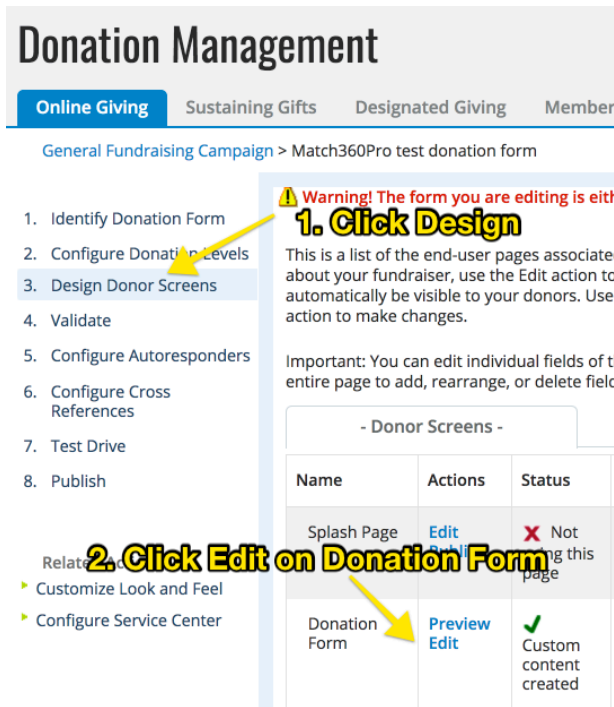 Donation Management
Online Giving Sustaining Gifts Designated Giving Member
General Fundraising Campaign > Match360Pro test donation form
1. Identify Donation Form
2. Configure Donation Levels
3. Design Donor Screens
4. Validate
5. Configure Autoresponders
6. Configure Cross
References
7. Test Drive
8. Publish
Related
Customize Look and Feel
Configure Service Center
Warning! The form you are editing is eith
1. Click Design
This is a list of the end-user pages associated
about your fundraiser, use the Edit action to
automatically be visible to your donors. Use
action to make changes.
Important: You can edit individual fields of t
entire page to add, rearrange, or delete field
- Donor Screens -
Name Actions Status
Splash Page Edit Not
this
page
2. Click Edit on Donation Form
Donation Preview
Form Edit Custom
content
created